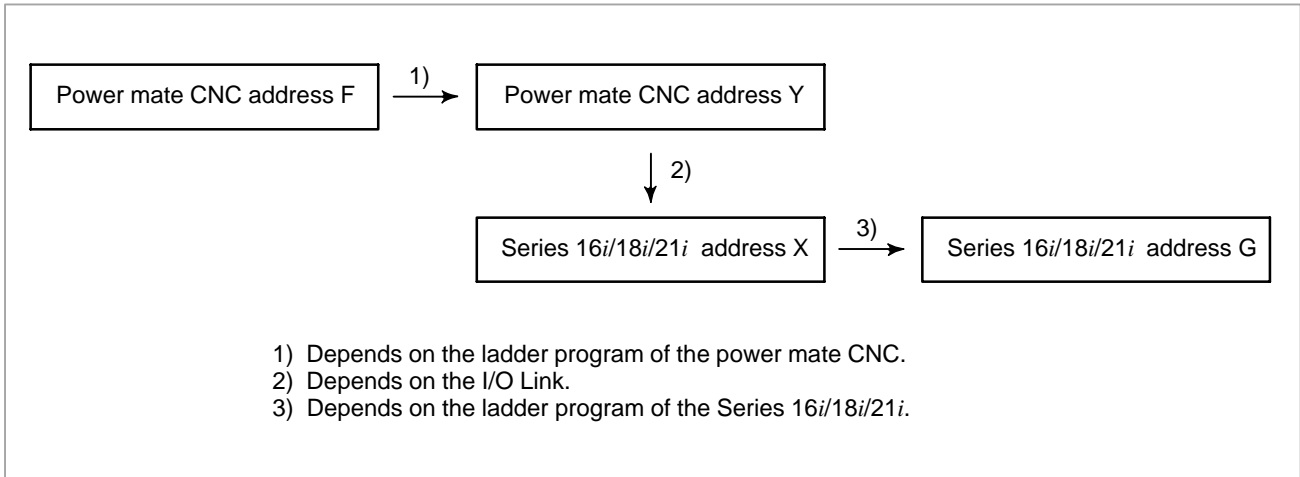 Power mate CNC address F
1)
Power mate CNC address Y
2)
Series 16i/18i/21i address X
3)
Series 16i/18i/21i address G
1) Depends on the ladder program of the power mate CNC.
2) Depends on the I/O Link.
3) Depends on the ladder program of the Series 16i/18i/21i.